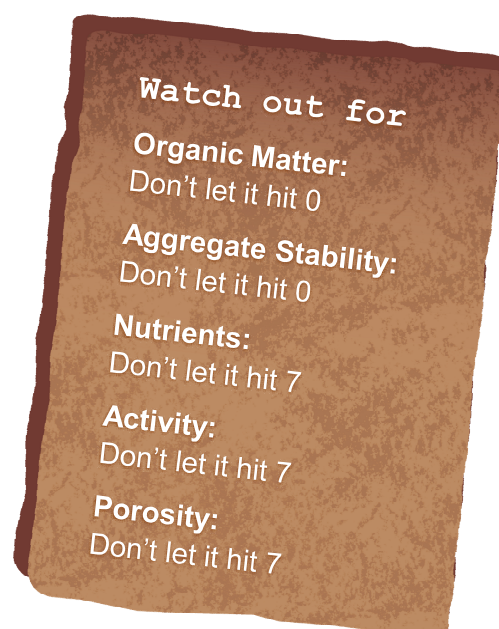 Watch out for
Organic Matter:
Don’t let it hit 0
Aggregate Stability:
Don’t let it hit 0
Nutrients:
Don’t let it hit 7
Activity:
Don’t let it hit 7
Porosity:
Don’t let it hit 7